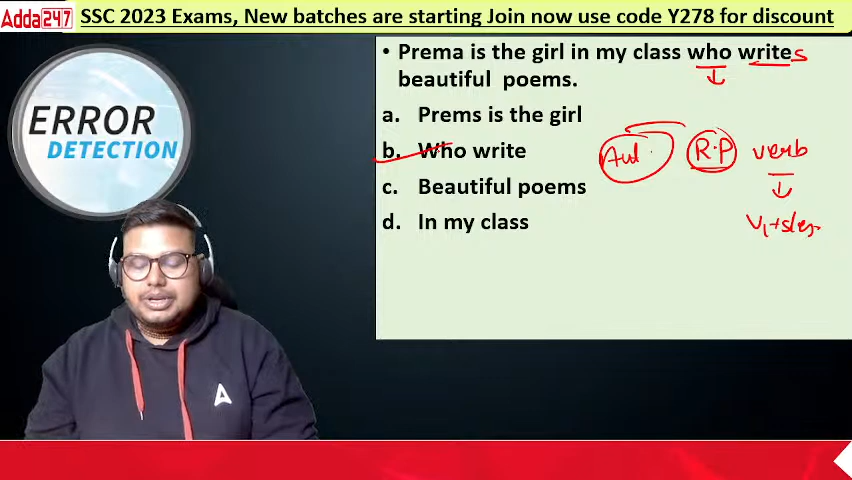 Adda247 SSC 2023 Exams, New batches are starting Join now use code Y278 for discount
ERROR
DETECTION
• Prema is the girl in my class who writes
beautiful poems.
a. Prems is the girl
b. Who write
c. Beautiful poems
d. In my class
R.P verb
V1+s/es
A